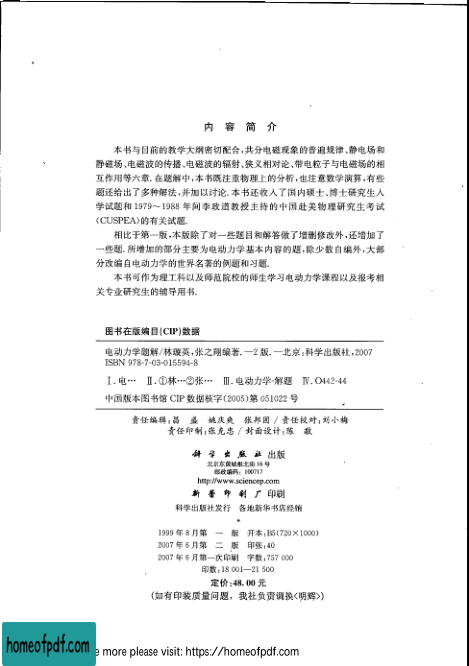 内 容 简 介
本书与目前的教学大纲密切配合,共分电磁现象的普遍规律、静电场和
静磁场、电磁波的传播、电磁波的辐射、狭义相对论、带电粒子与电磁场的相
互作用等六章.在题解中,本书既注重物理上的分析,也注意数学演算,有些
题还给出了多种解法,并加以讨论.本书还收入了国内硕士、博士研究生入
学试题和1979~1988年间李政道教授主持的中国赴美物理研究生考试
(CUSPEA)的有关试题.
相比于第一版,本版除了对一些题目和解答做了增删修改外,还增加了
一些题.所增加的部分主要为电动力学基本内容的题,除少数自编外,大部
分改编自电动力学的世界名著的例题和习题.
本书可作为理工科以及师范院校的师生学习电动力学课程以及报考相
关专业研究生的辅导用书.
图书在版编目(CIP)数据
电动力学题解/林璇英,张之翔编著.—2版.—北京:科学出版社,2007
ISBN 978-7-03-015594-8
Ⅰ.电… Ⅱ.①林…②张… Ⅲ.电动力学-解题 Ⅳ.O442-44
中国版本图书馆CIP数据核字(2005)第051022号
责任编辑:昌 盛 姚庆爽 张邦固/责任校对:刘小梅
责任印制:张克忠/封面设计:陈 敬
科学出版社 出版
北京东黄城根北街16号
邮政编码:100717
http://www.sciencep.com
新蕾印刷厂 印刷
科学出版社发行 各地新华书店经销
*
1999年8月第 一 版 开本:B5(720×1000)
2007年6月第 二 版 印张:40
2007年6月第一次印刷 字数:757 000
印数:18 001—21 500
定价:48.00元
(如有印装质量问题,我社负责调换〈明辉〉)
homeofpdf.com
e more please visit: https://homeofpdf.com